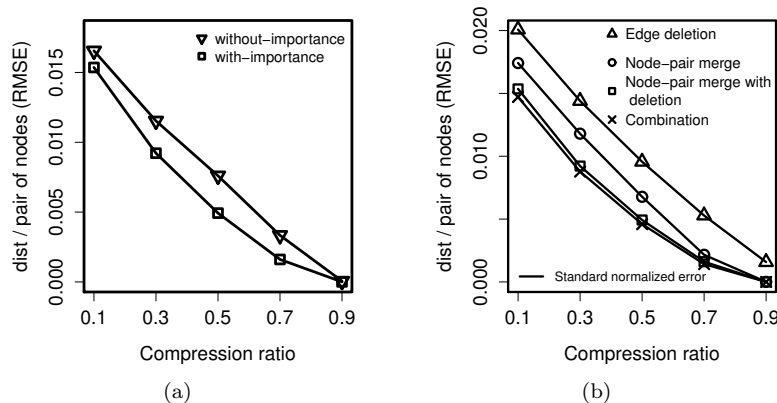 dist / pair of nodes (RMSE)
0.015
0.010
0.005
0.000
without−importance
with−importance
0.1 0.3 0.5 0.7 0.9
Compression ratio
(a)
dist / pair of nodes (RMSE)
0.020
0.010
0.000
Edge deletion
Node−pair merge
Node−pair merge with
deletion
Combination
Standard normalized error
0.1 0.3 0.5 0.7 0.9
Compression ratio
(b)